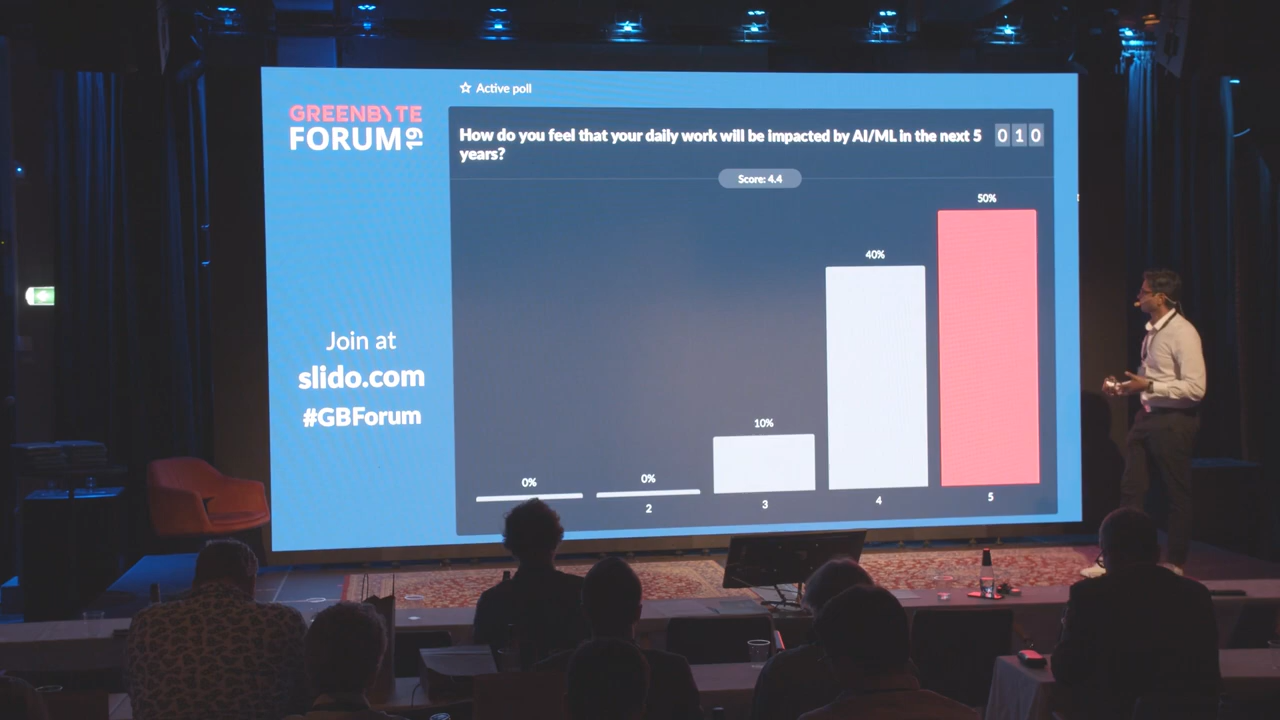 ☆ Active poll
GREENBYTE
FORUM 19
How do you feel that your daily work will be impacted by AI/ML in the next 5
years?
010
Score: 4.4
0%
0%
10%
40%
50%
2
3
4
5
Join at
slido.com
#GBForum